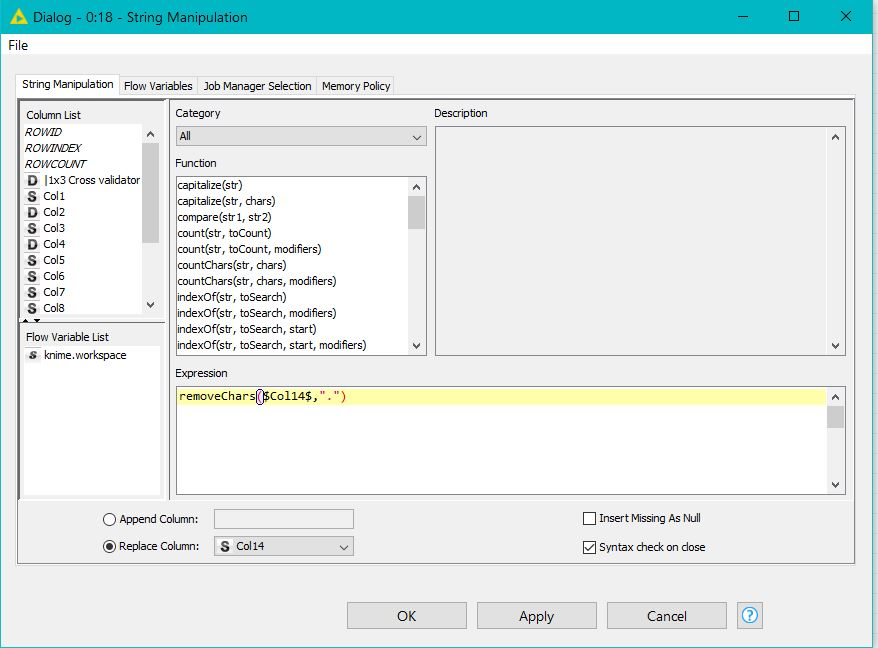 Dialog - 0:18 - String Manipulation
File
String Manipulation Flow Variables Job Manager Selection Memory Policy
Column List
ROWID
ROWINDEX
ROWCOUNT
D |1x3 Cross validator
S Col1
D Col2
S Col3
D Col4
S Col5
S Col6
S Col7
S Col8
Flow Variable List
s knime.workspace
Category
All
Function
capitalize(str)
capitalize(str, chars)
compare(str1, str2)
count(str, toCount)
count(str, toCount, modifiers)
countChars(str, chars)
countChars(str, chars, modifiers)
indexOf(str, toSearch)
indexOf(str, toSearch, modifiers)
indexOf(str, toSearch, start)
indexOf(str, toSearch, start, modifiers)
Description
Expression
removeChars($Col14$,".")
Append Column:
Replace Column: S Col14
Insert Missing As Null
Syntax check on close
OK Apply Cancel ?